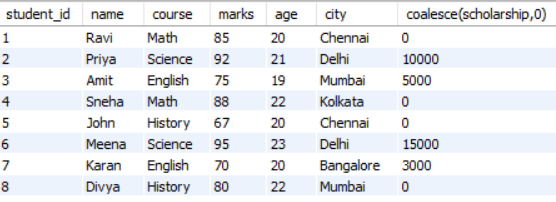 student_id name course marks age city coalesce(scholarship,0)
1 Ravi Math 85 20 Chennai 0
2 Priya Science 92 21 Delhi 10000
3 Amit English 75 19 Mumbai 5000
4 Sneha Math 88 22 Kolkata 0
5 John History 67 20 Chennai 0
6 Meena Science 95 23 Delhi 15000
7 Karan English 70 20 Bangalore 3000
8 Divya History 80 22 Mumbai 0